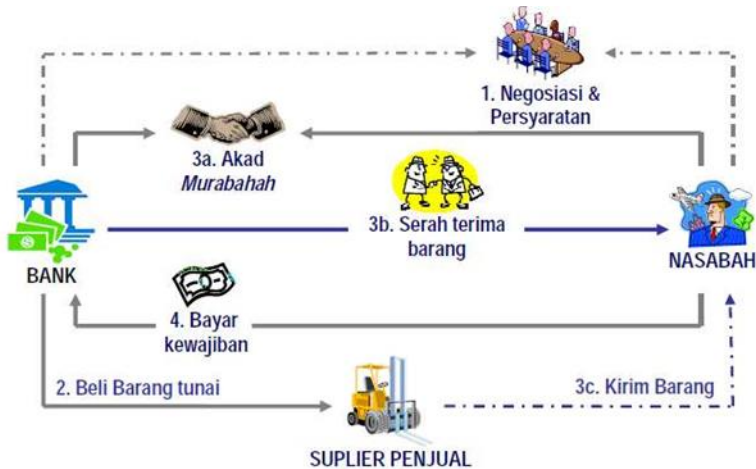 1. Negosiasi &
Persyaratan
3a. Akad
Murabahah
3b. Serah terima
barang
BANK
NASABAH
4. Bayar
kewajiban
2. Beli Barang tunai
3c. Kirim Barang
SUPLIER PENJUAL